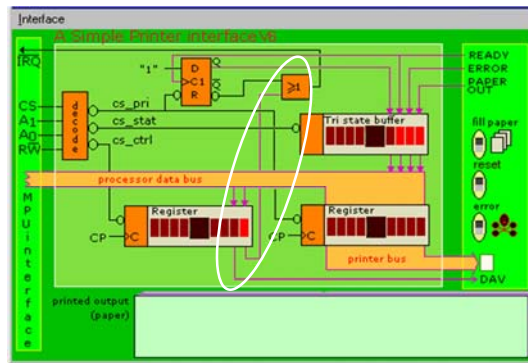 Interface
A Simple Printer interface V6
IRQ
"1"
D
Q
C1
Q
R
≥1
READY
ERROR
PAPER
OUT
CS
A1
A0
RW
decode
cs_pri
cs_stat
cs_ctrl
Tri state buffer
fill paper
reset
error
processor data bus
MPU interface
Register
CP
C
Register
CP
C
printer bus
DAV
printed output
(paper)